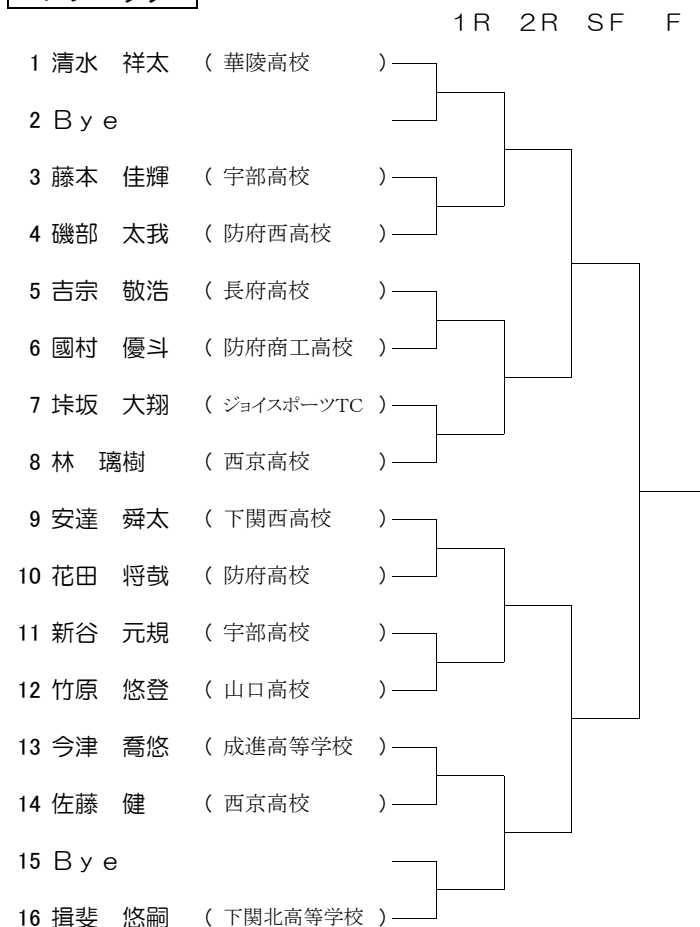 1R 2R SF F
1 清水 祥太 ( 華陵高校 )
2 Bye
3 藤本 佳輝 ( 宇部高校 )
4 磯部 太我 ( 防府西高校 )
5 吉宗 敬浩 ( 長府高校 )
6 國村 優斗 ( 防府商工高校 )
7 垰坂 大翔 ( ジョイスポーツTC )
8 林 璃樹 ( 西京高校 )
9 安達 舜太 ( 下関西高校 )
10 花田 将哉 ( 防府高校 )
11 新谷 元規 ( 宇部高校 )
12 竹原 悠登 ( 山口高校 )
13 今津 喬悠 ( 成進高等学校 )
14 佐藤 健 ( 西京高校 )
15 Bye
16 揖斐 悠嗣 ( 下関北高等学校 )